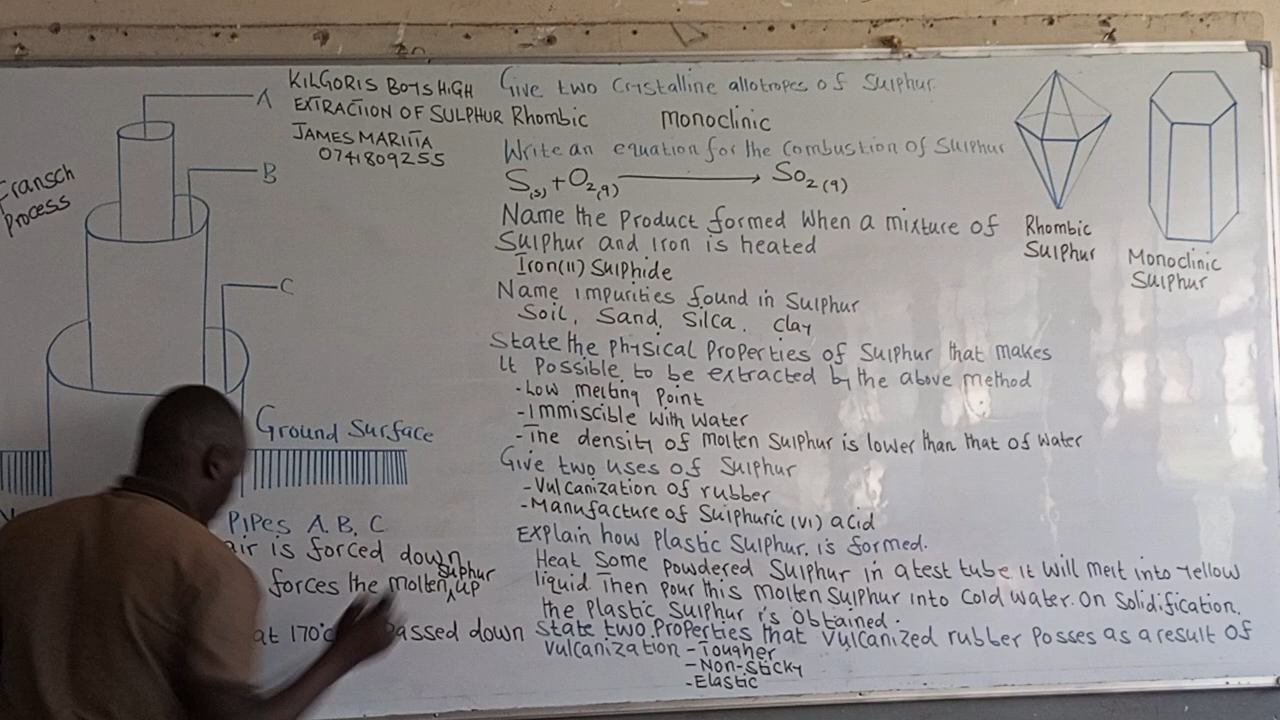 KILGORIS BOYS HIGH
EXTRACTION OF SULPHUR
JAMES MARITIA
0741809255
A
B
C
Fransch
Process
Ground Surface
PIPes A, B, C
air is forced down
forces the molten sulphur up
at 170°c passed down
Give two Crystalline allotropes of Sulphur.
Rhombic monoclinic
Write an equation for the Combustion of Sulphur
S(s) + O2(g) ⟶ SO2(g)
Name the Product formed When a mixture of
Sulphur and Iron is heated
Iron(II) Sulphide
Name impurities found in Sulphur
Soil, Sand, Silca, Clay
State the Physical Properties of Sulphur that makes
It Possible to be extracted by the above method
-Low melting Point
-Immiscible With Water
-The density of molten Sulphur is lower than that of Water
Give two uses of Sulphur
-Vulcanization of rubber
-Manufacture of Sulphuric (VI) acid
Explain how Plastic Sulphur, is formed.
Heat Some Powdered Sulphur in a test tube it will melt into Yellow
liquid Then Pour this molten Sulphur into Cold water. On Solidification,
the Plastic Sulphur is Obtained.
State two Properties that Vulcanized rubber Posses as a result of
Vulcanization - Tougher
-Non-sticky
-Elastic
Rhombic
Sulphur
Monoclinic
Sulphur